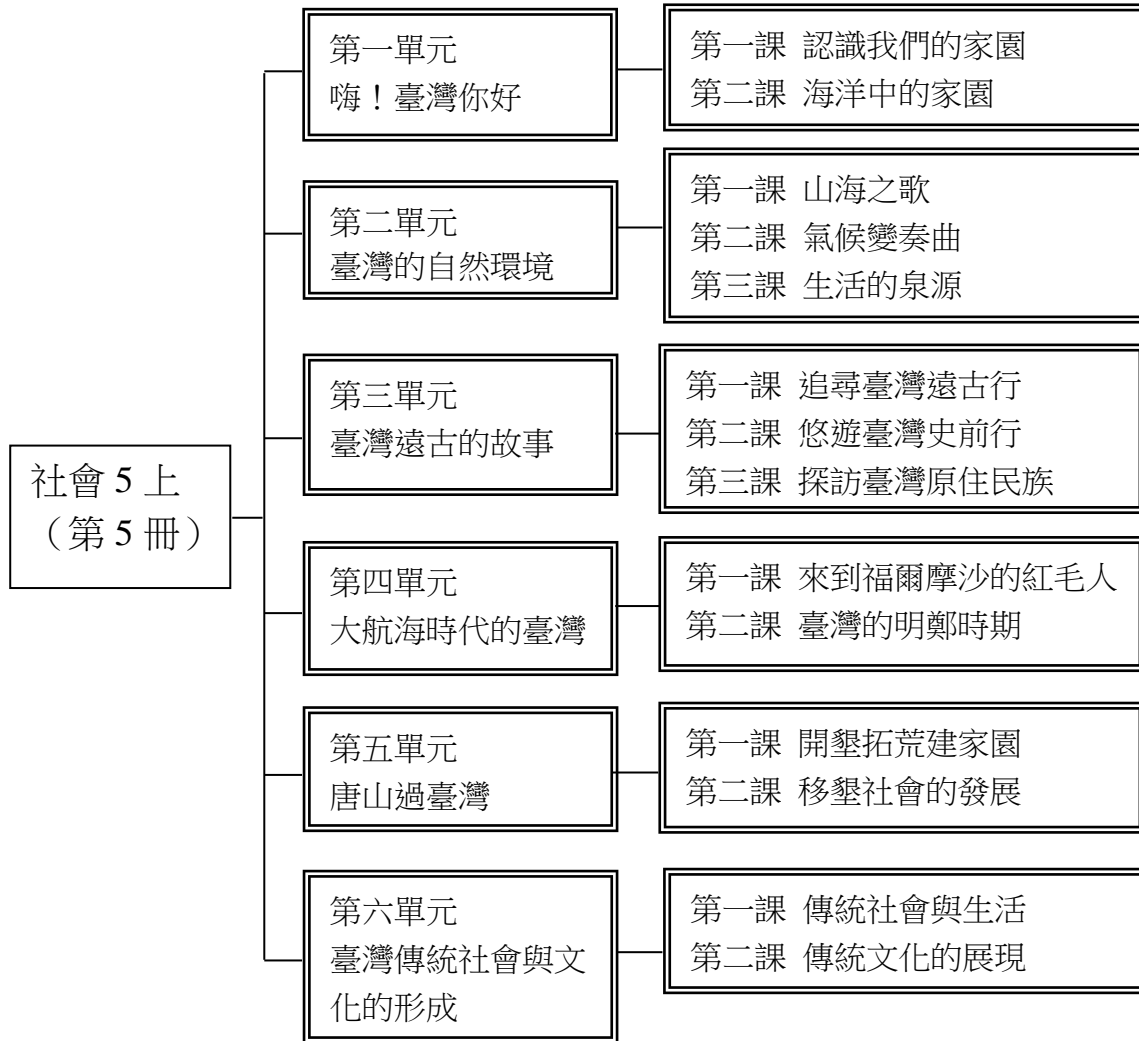 社會 5 上
（第 5 冊）
第一單元
嗨！臺灣你好
第一課 認識我們的家園
第二課 海洋中的家園
第二單元
臺灣的自然環境
第一課 山海之歌
第二課 氣候變奏曲
第三課 生活的泉源
第三單元
臺灣遠古的故事
第一課 追尋臺灣遠古行
第二課 悠遊臺灣史前行
第三課 探訪臺灣原住民族
第四單元
大航海時代的臺灣
第一課 來到福爾摩沙的紅毛人
第二課 臺灣的明鄭時期
第五單元
唐山過臺灣
第一課 開墾拓荒建家園
第二課 移墾社會的發展
第六單元
臺灣傳統社會與文
化的形成
第一課 傳統社會與生活
第二課 傳統文化的展現